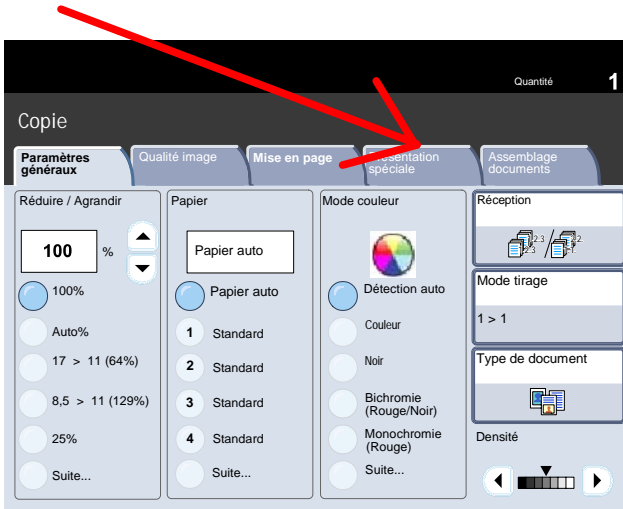 Quantité 1
Copie
Paramètres
généraux
Qualité image
Mise en page
Présentation
spéciale
Assemblage
documents
Réduire / Agrandir
100 %
100%
Auto%
17 > 11 (64%)
8,5 > 11 (129%)
25%
Suite...
Papier
Papier auto
Papier auto
1 Standard
2 Standard
3 Standard
4 Standard
Suite...
Mode couleur
Détection auto
Couleur
Noir
Bichromie
(Rouge/Noir)
Monochromie
(Rouge)
Suite...
Réception
Mode tirage
1 > 1
Type de document
Densité